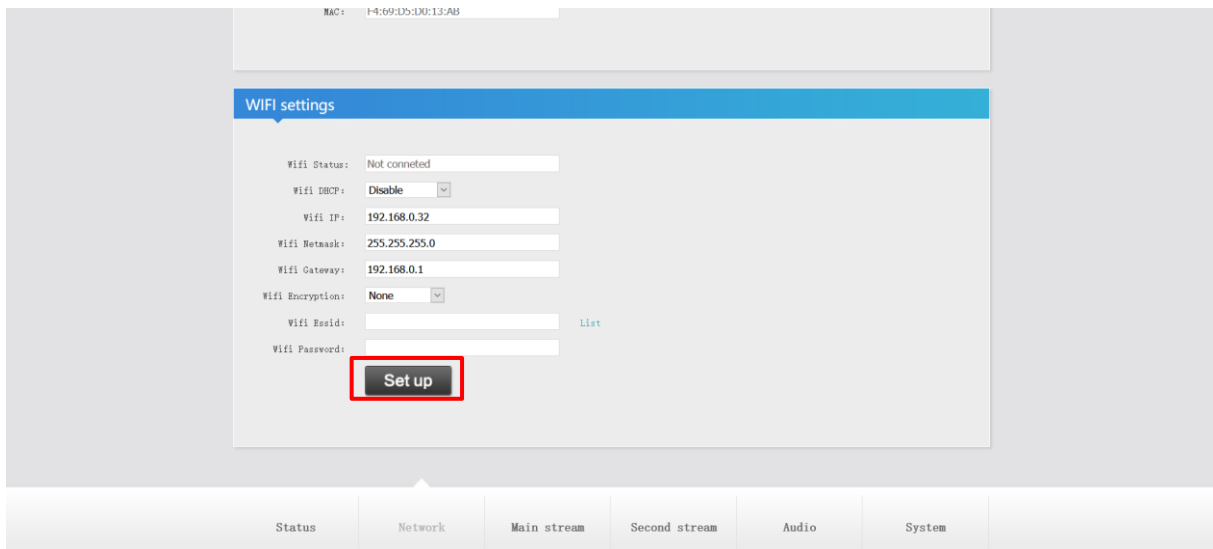 MAC: F4:69:D5:D0:13:AB
WIFI settings
Wifi Status: Not conneted
Wifi DHCP: Disable
Wifi IP: 192.168.0.32
Wifi Netmask: 255.255.255.0
Wifi Gateway: 192.168.0.1
Wifi Encryption: None
Wifi Essid: List
Wifi Password:
Set up
Status Network Main stream Second stream Audio System